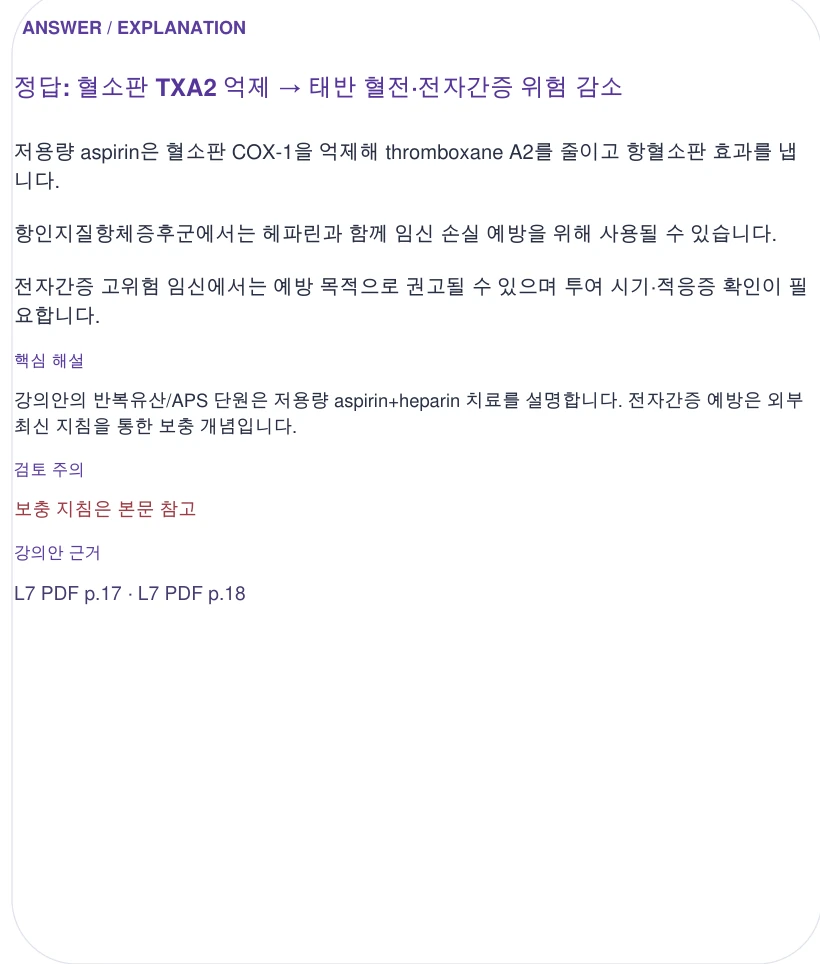 ANSWER / EXPLANATION
정답: 혈소판 TXA2 억제 → 태반 혈전·전자간증 위험 감소
저용량 aspirin은 혈소판 COX-1을 억제해 thromboxane A2를 줄이고 항혈소판 효과를 냅
니다.
항인지질항체증후군에서는 헤파린과 함께 임신 손실 예방을 위해 사용될 수 있습니다.
전자간증 고위험 임신에서는 예방 목적으로 권고될 수 있으며 투여 시기·적응증 확인이 필
요합니다.
핵심 해설
강의안의 반복유산/APS 단원은 저용량 aspirin+heparin 치료를 설명합니다. 전자간증 예방은 외부
최신 지침을 통한 보충 개념입니다.
검토 주의
보충 지침은 본문 참고
강의안 근거
L7 PDF p.17 · L7 PDF p.18